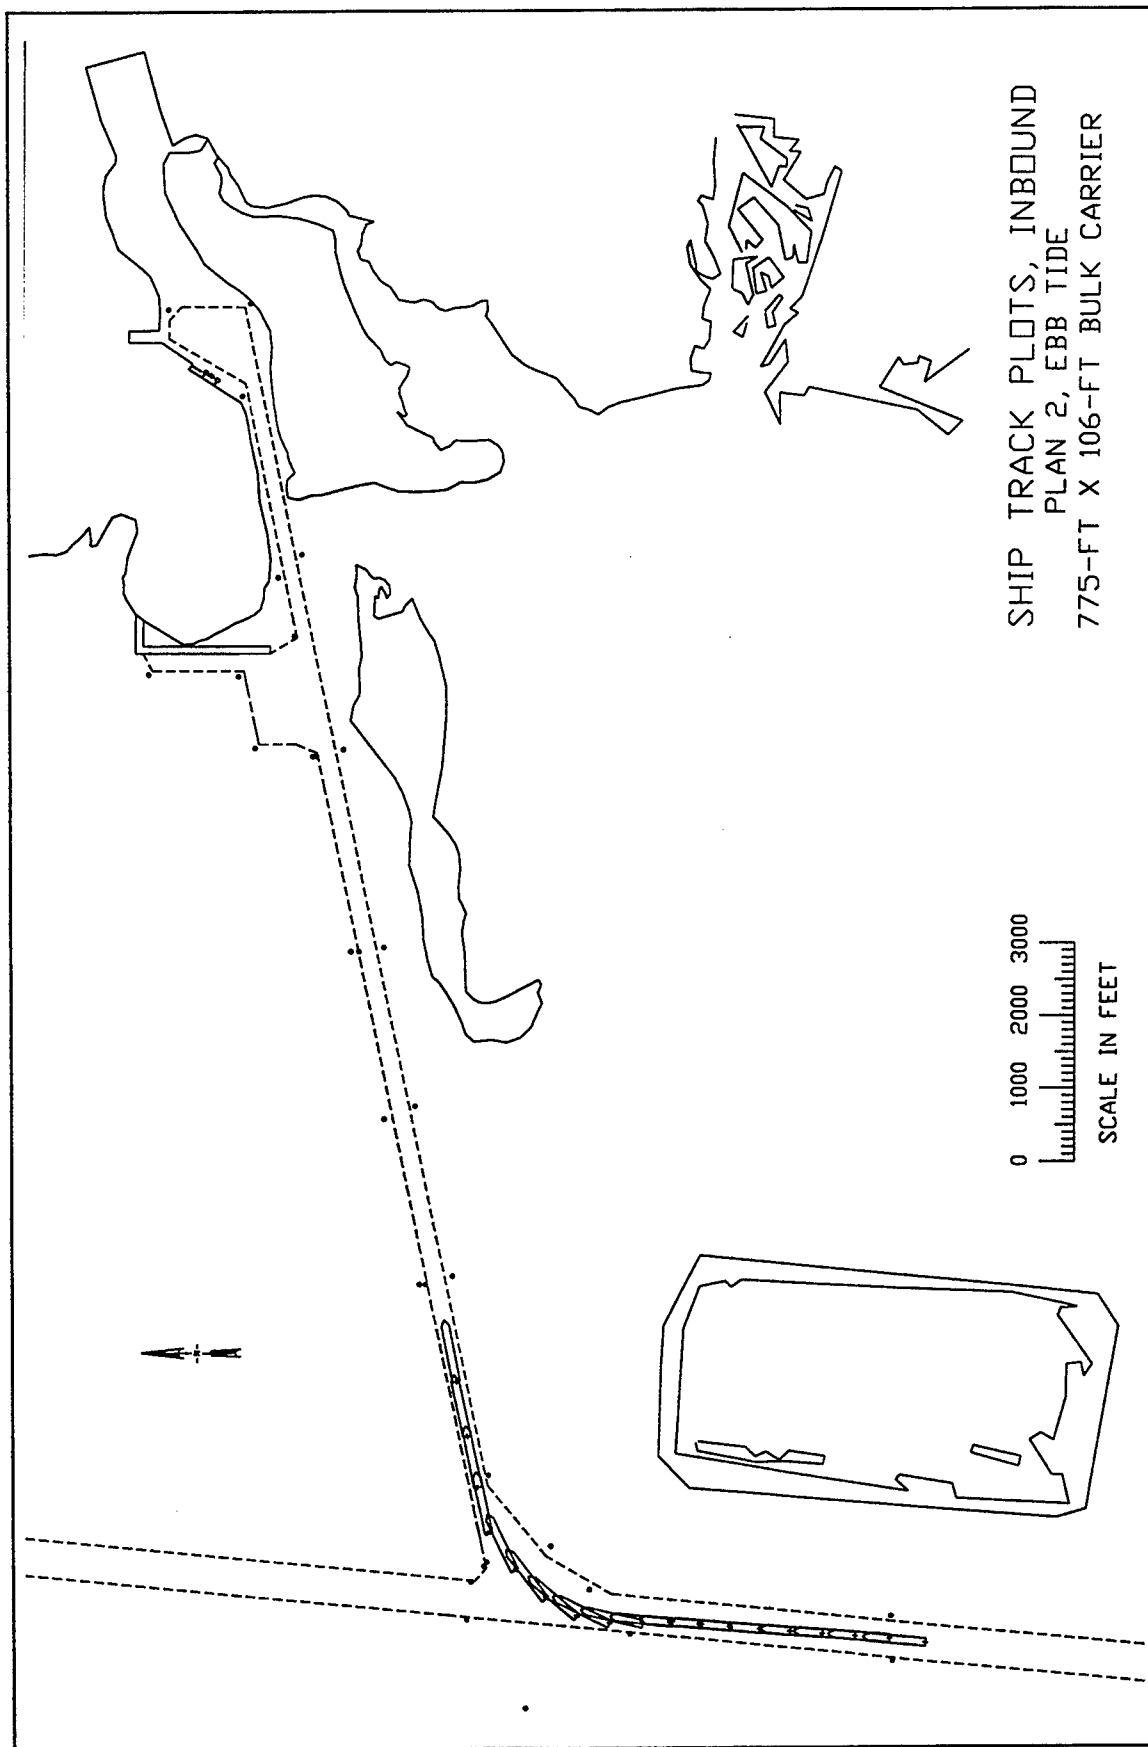 SHIP TRACK PLOTS, INBOUND
PLAN 2, EBB TIDE
775-FT X 106-FT BULK CARRIER
0 1000 2000 3000
SCALE IN FEET